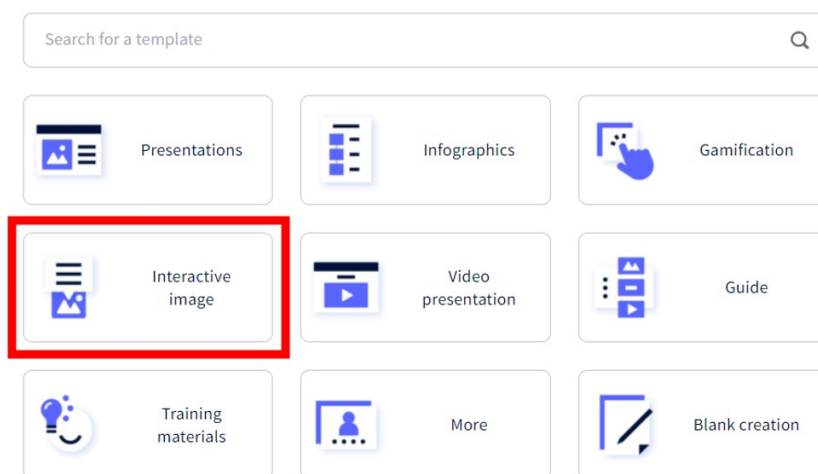 Search for a template
Presentations
Infographics
Gamification
Interactive
image
Video
presentation
Guide
Training
materials
More
Blank creation